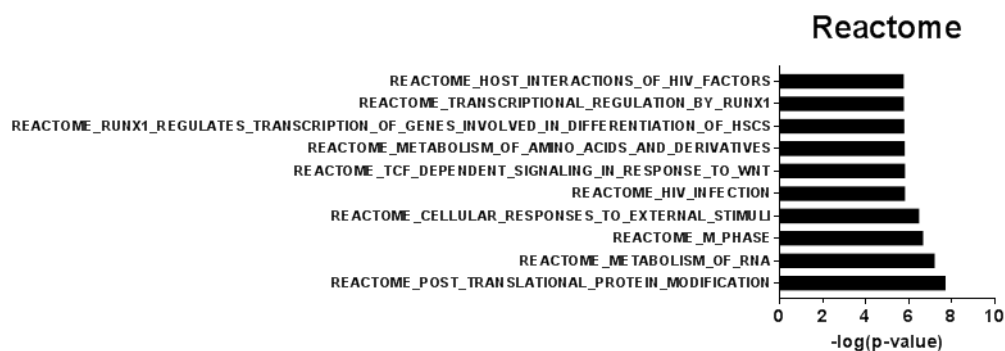 Reactome
REACTOME_HOST_INTERACTIONS_OF_HIV_FACTORS
REACTOME_TRANSCRIPTIONAL_REGULATION_BY_RUNX1
REACTOME_RUNX1_REGULATES_TRANSCRIPTION_OF_GENES_INVOLVED_IN_DIFFERENTIATION_OF_HSCS
REACTOME_METABOLISM_OF_AMINO_ACIDS_AND_DERIVATIVES
REACTOME_TCF_DEPENDENT_SIGNALING_IN_RESPONSE_TO_WNT
REACTOME_HIV_INFECTION
REACTOME_CELLULAR_RESPONSES_TO_EXTERNAL_STIMULI
REACTOME_M_PHASE
REACTOME_METABOLISM_OF_RNA
REACTOME_POST_TRANSLATIONAL_PROTEIN_MODIFICATION
0 2 4 6 8 10
-log(p-value)